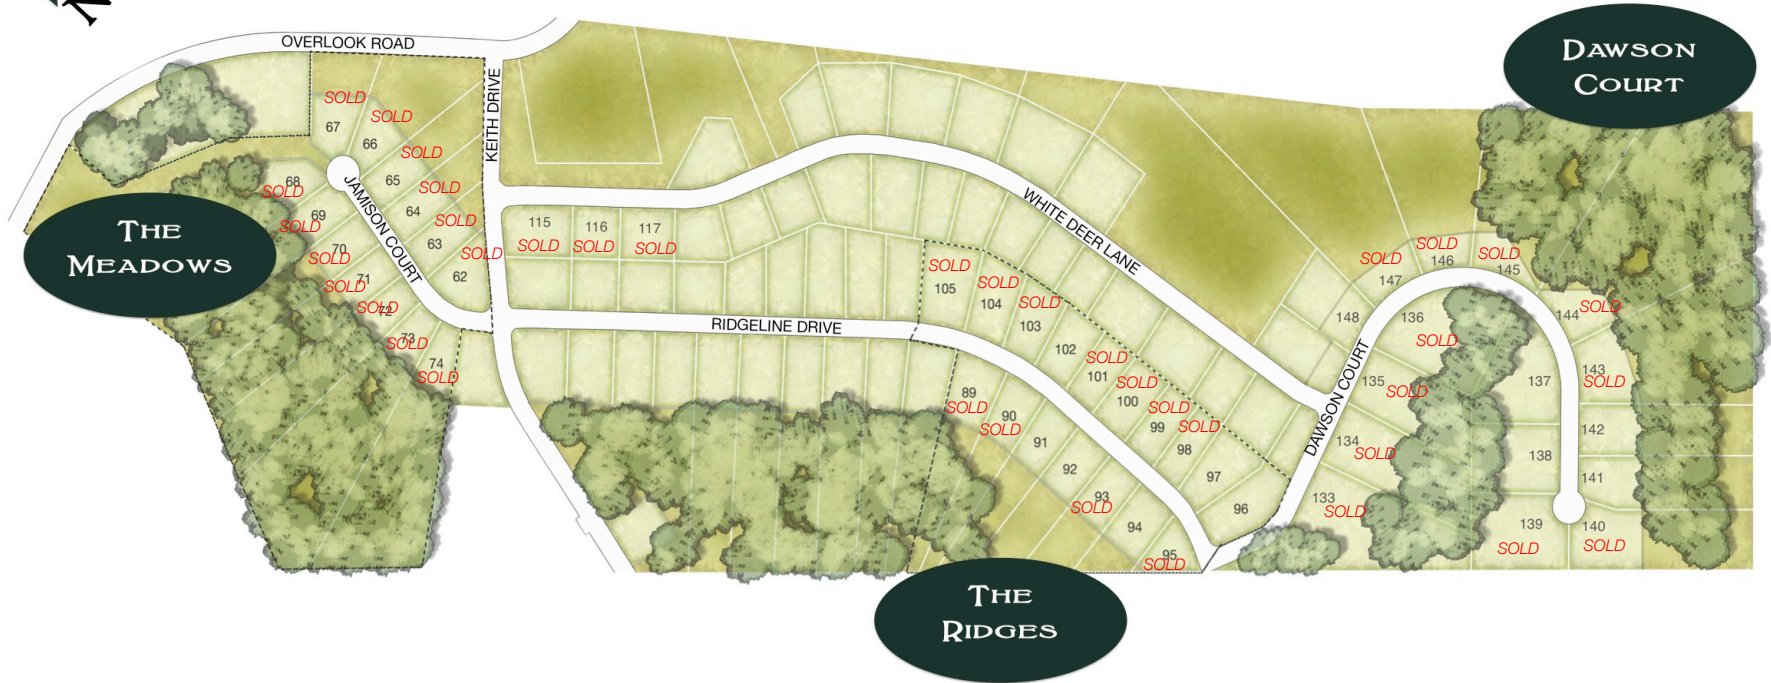 N
OVERLOOK ROAD
KEITH DRIVE
JAMISON COURT
RIDGELINE DRIVE
WHITE DEER LANE
DAWSON COURT
THE
MEADOWS
THE
RIDGES
DAWSON
COURT
SOLD
67
SOLD
66
SOLD
65
SOLD
64
SOLD
63
SOLD
62
68
SOLD
69
SOLD
70
SOLD
71
SOLD
72
SOLD
73
SOLD
74
SOLD
115
SOLD
116
SOLD
117
SOLD
SOLD
105
SOLD
104
SOLD
103
102
SOLD
101
SOLD
100
SOLD
99
SOLD
98
97
96
89
SOLD
90
SOLD
91
92
93
SOLD
94
95
SOLD
133
SOLD
134
SOLD
135
SOLD
136
SOLD
137
138
139
SOLD
140
SOLD
141
142
143
SOLD
144
SOLD
SOLD
145
SOLD
146
SOLD
147
148